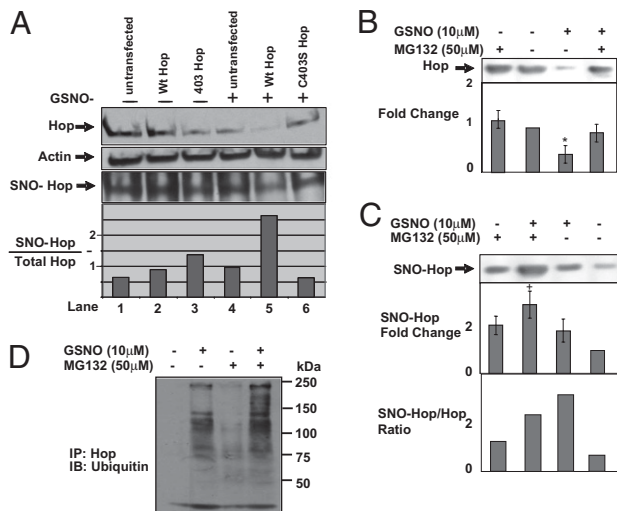 A
untransfected
Wt Hop
403 Hop
untransfected
Wt Hop
C403S Hop
GSNO- — — — + + +
Hop
Actin
SNO- Hop
SNO-Hop
Total Hop
2
1
Lane 1 2 3 4 5 6
B
GSNO (10μM) - - + +
MG132 (50μM) + - - +
Hop
2
Fold Change
1
*
0
C
GSNO (10μM) - + + -
MG132 (50μM) + + - -
SNO-Hop
SNO-Hop
Fold Change
2
‡
0
SNO-Hop/Hop
Ratio
2
0
D
GSNO (10μM) - + - +
MG132 (50μM) - - + +
kDa
250
150
100
75
50
IP: Hop
IB: Ubiquitin